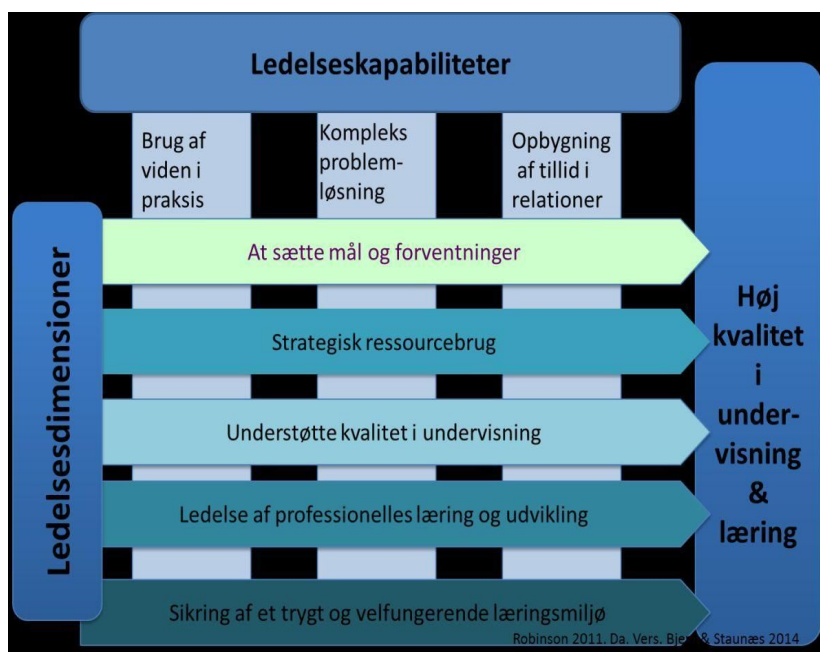 Ledelseskapabiliteter
Brug af
viden i
praksis
Kompleks
problem-
løsning
Opbygning
af tillid i
relationer
Ledelsesdimensioner
At sætte mål og forventninger
Strategisk ressourcebrug
Understøtte kvalitet i undervisning
Ledelse af professionelles læring og udvikling
Sikring af et trygt og velfungerende læringsmiljø
Høj
kvalitet
i
under-
visning
&
læring
Robinson 2011. Da. Vers. & Staunæs 2014